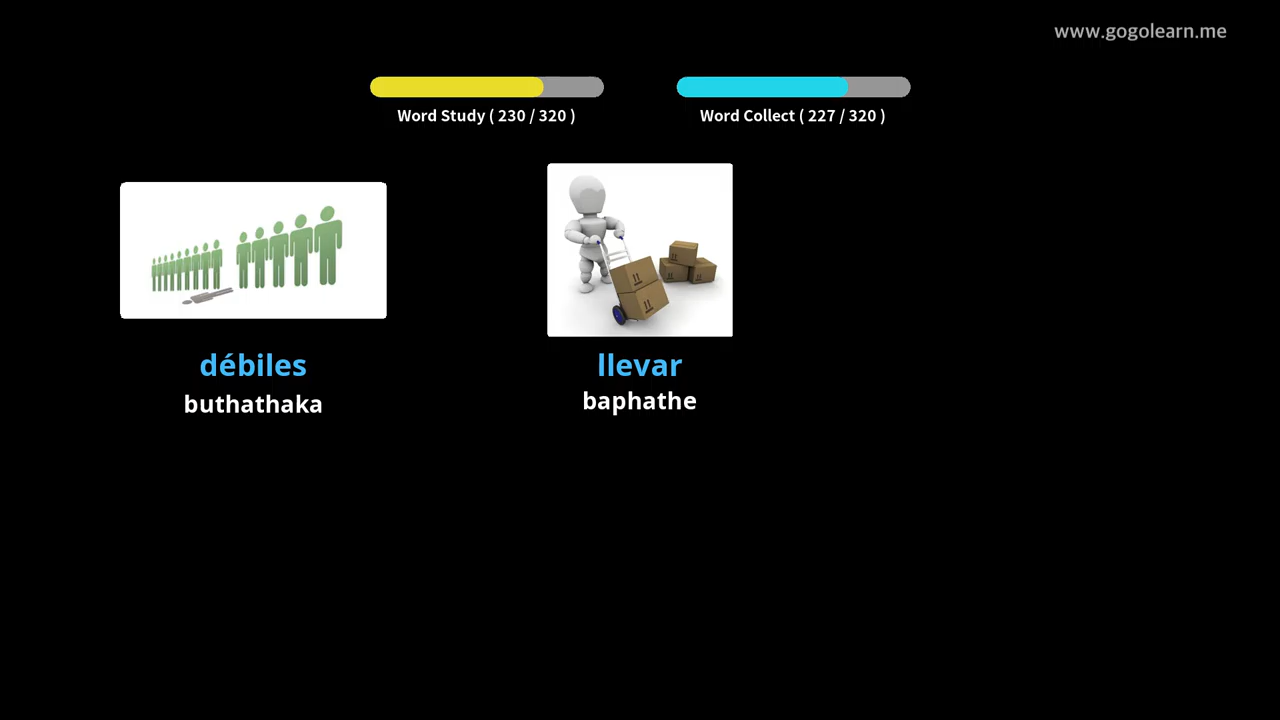 www.gogolearn.me
Word Study ( 230 / 320 )
Word Collect ( 227 / 320 )
débiles
buthathaka
llevar
baphathe